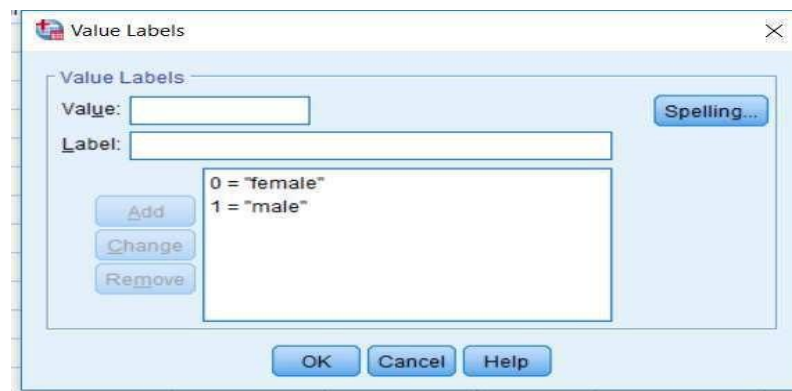 Value Labels
Value Labels
Value:
Spelling...
Label:
0 = "female"
1 = "male"
Add
Change
Remove
OK Cancel Help